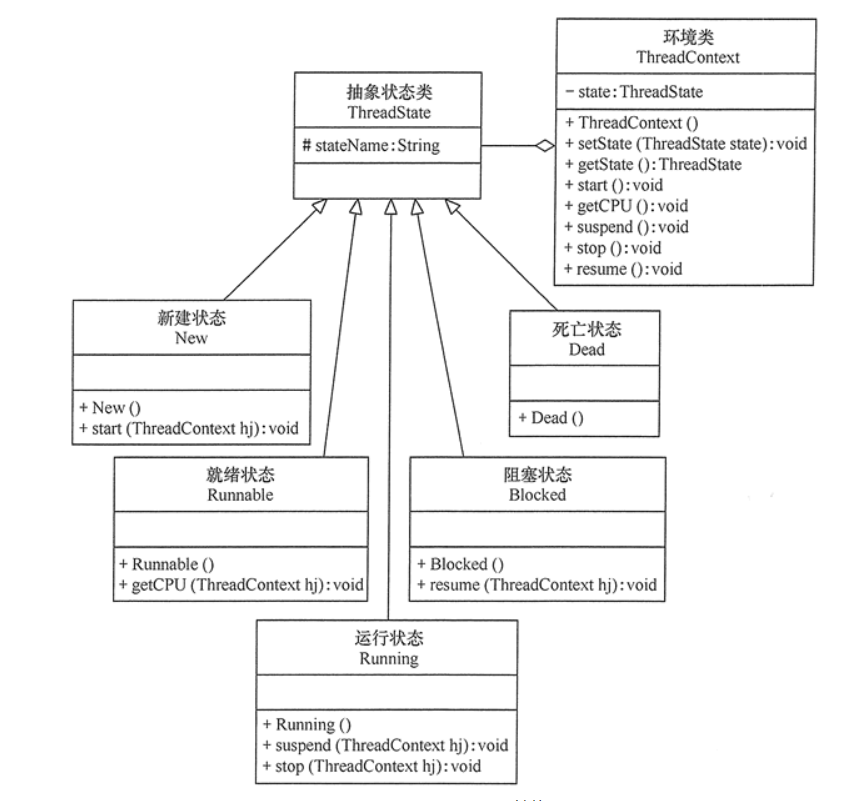 环境类
ThreadContext
- state:ThreadState
+ ThreadContext ()
+ setState (ThreadState state):void
+ getState ():ThreadState
+ start ():void
+ getCPU ():void
+ suspend ():void
+ stop ():void
+ resume ():void
抽象状态类
ThreadState
# stateName:String
新建状态
New
+ New ()
+ start (ThreadContext hj):void
死亡状态
Dead
+ Dead ()
就绪状态
Runnable
+ Runnable ()
+ getCPU (ThreadContext hj):void
阻塞状态
Blocked
+ Blocked ()
+ resume (ThreadContext hj):void
运行状态
Running
+ Running ()
+ suspend (ThreadContext hj):void
+ stop (ThreadContext hj):void